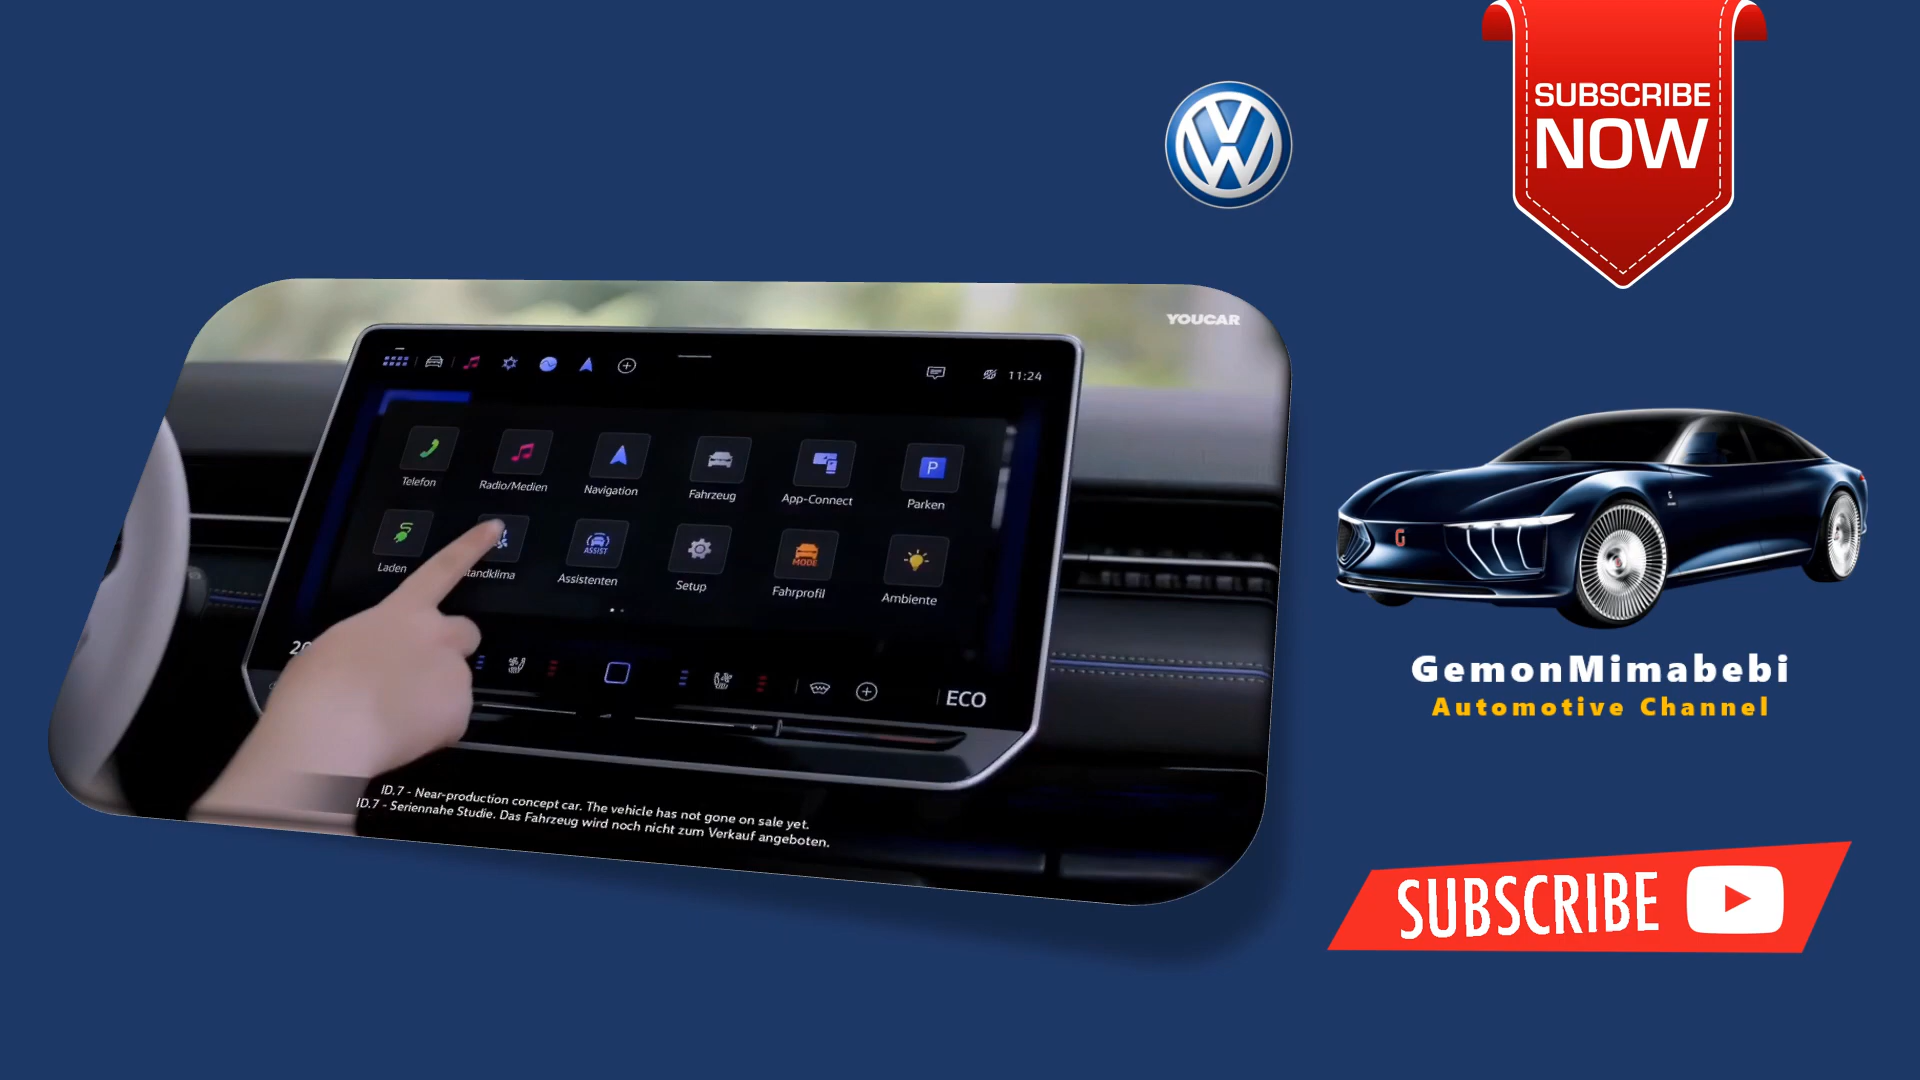 SUBSCRIBE
NOW
YOUCAR
11:24
Telefon
Radio/Medien
Navigation
Fahrzeug
App-Connect
P
Parken
Laden
ASSIST
Assistenten
Setup
MODE
Fahrprofil
Ambiente
ECO
ID.7 - Near-production concept car. The vehicle has not gone on sale yet.
ID.7 - Seriennahe Studie. Das Fahrzeug wird noch nicht zum Verkauf angeboten.
G
GemonMimabebi
Automotive Channel
SUBSCRIBE